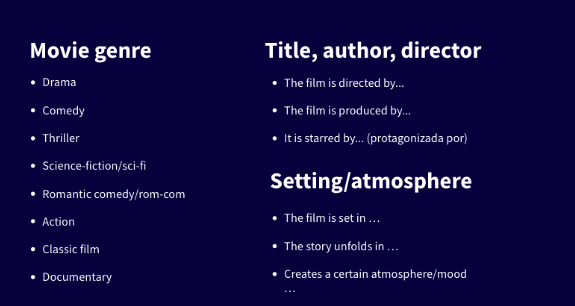 Movie genre
• Drama
• Comedy
• Thriller
• Science-fiction/sci-fi
• Romantic comedy/rom-com
• Action
• Classic film
• Documentary
Title, author, director
• The film is directed by...
• The film is produced by...
• It is starred by... (protagonizada por)
Setting/atmosphere
• The film is set in …
• The story unfolds in …
• Creates a certain atmosphere/mood
…